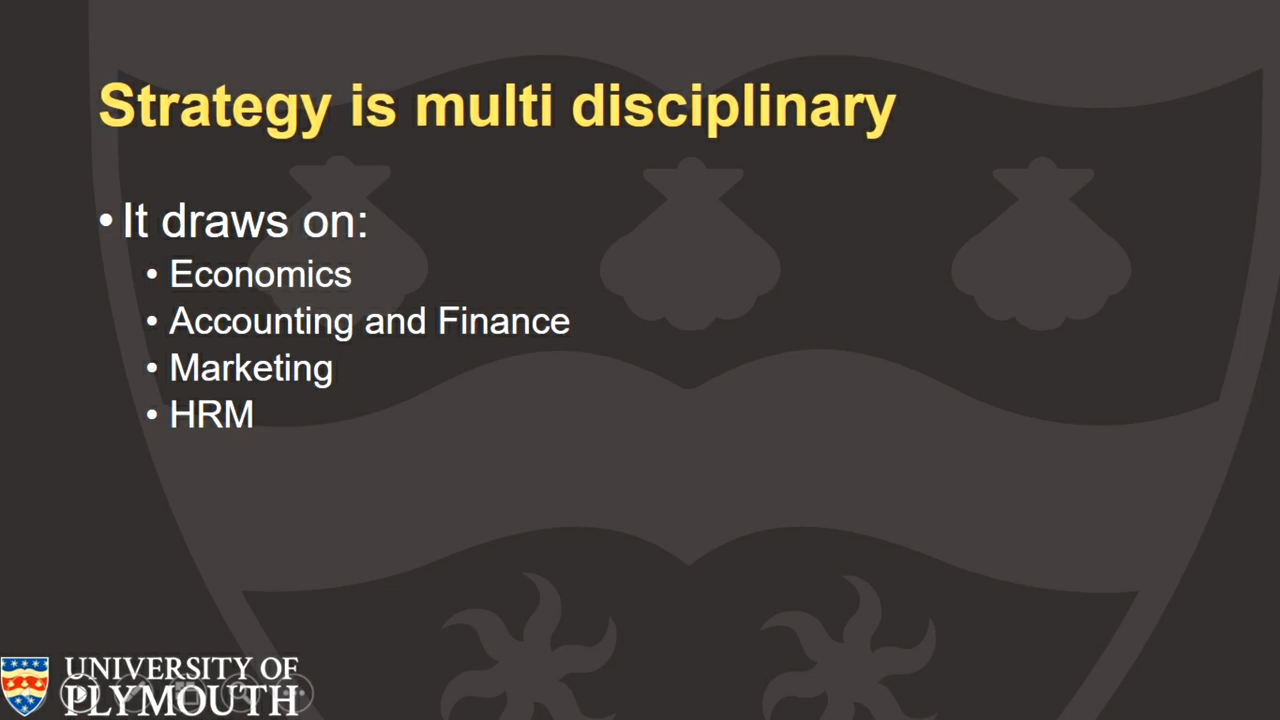 Strategy is multi disciplinary
• It draws on:
• Economics
• Accounting and Finance
• Marketing
• HRM
UNIVERSITY OF
PLYMOUTH